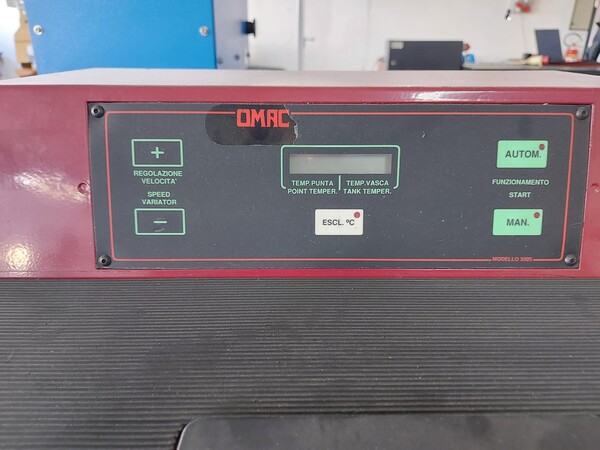 OMAC
+
REGOLAZIONE
VELOCITA'
SPEED
VARIATOR
−
TEMP.PUNTA
POINT TEMPER.
TEMP.VASCA
TANK TEMPER.
ESCL. ºC
AUTOM.
FUNZIONAMENTO
START
MAN.